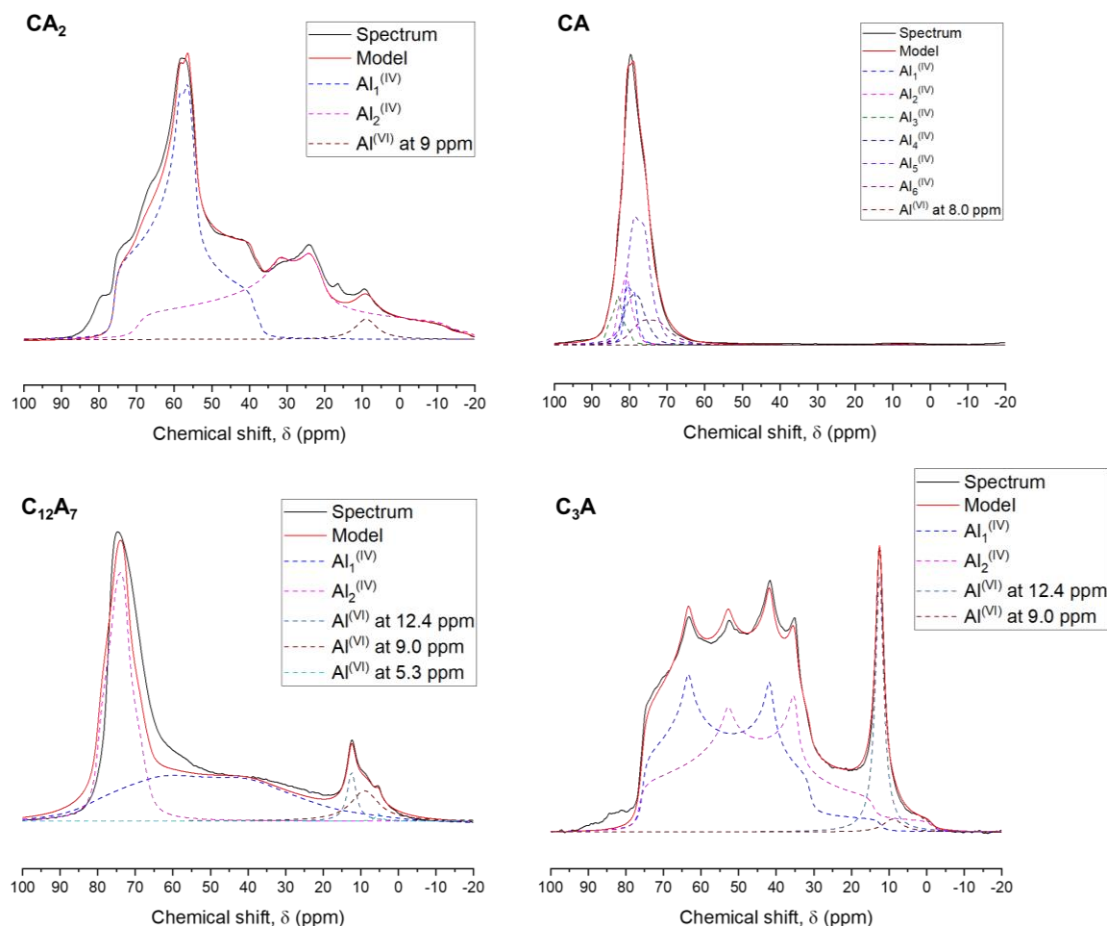 CA₂
Spectrum
Model
Al₁⁽ᴵⱽ⁾
Al₂⁽ᴵⱽ⁾
Al⁽ⱽᴵ⁾ at 9 ppm
100 90 80 70 60 50 40 30 20 10 0 -10 -20
Chemical shift, δ (ppm)
CA
Spectrum
Model
Al₁⁽ᴵⱽ⁾
Al₂⁽ᴵⱽ⁾
Al₃⁽ᴵⱽ⁾
Al₄⁽ᴵⱽ⁾
Al₅⁽ᴵⱽ⁾
Al₆⁽ᴵⱽ⁾
Al⁽ⱽᴵ⁾ at 8.0 ppm
100 90 80 70 60 50 40 30 20 10 0 -10 -20
Chemical shift, δ (ppm)
C₁₂A₇
Spectrum
Model
Al₁⁽ᴵⱽ⁾
Al₂⁽ᴵⱽ⁾
Al⁽ⱽᴵ⁾ at 12.4 ppm
Al⁽ⱽᴵ⁾ at 9.0 ppm
Al⁽ⱽᴵ⁾ at 5.3 ppm
100 90 80 70 60 50 40 30 20 10 0 -10 -20
Chemical shift, δ (ppm)
C₃A
Spectrum
Model
Al₁⁽ᴵⱽ⁾
Al₂⁽ᴵⱽ⁾
Al⁽ⱽᴵ⁾ at 12.4 ppm
Al⁽ⱽᴵ⁾ at 9.0 ppm
100 90 80 70 60 50 40 30 20 10 0 -10 -20
Chemical shift, δ (ppm)